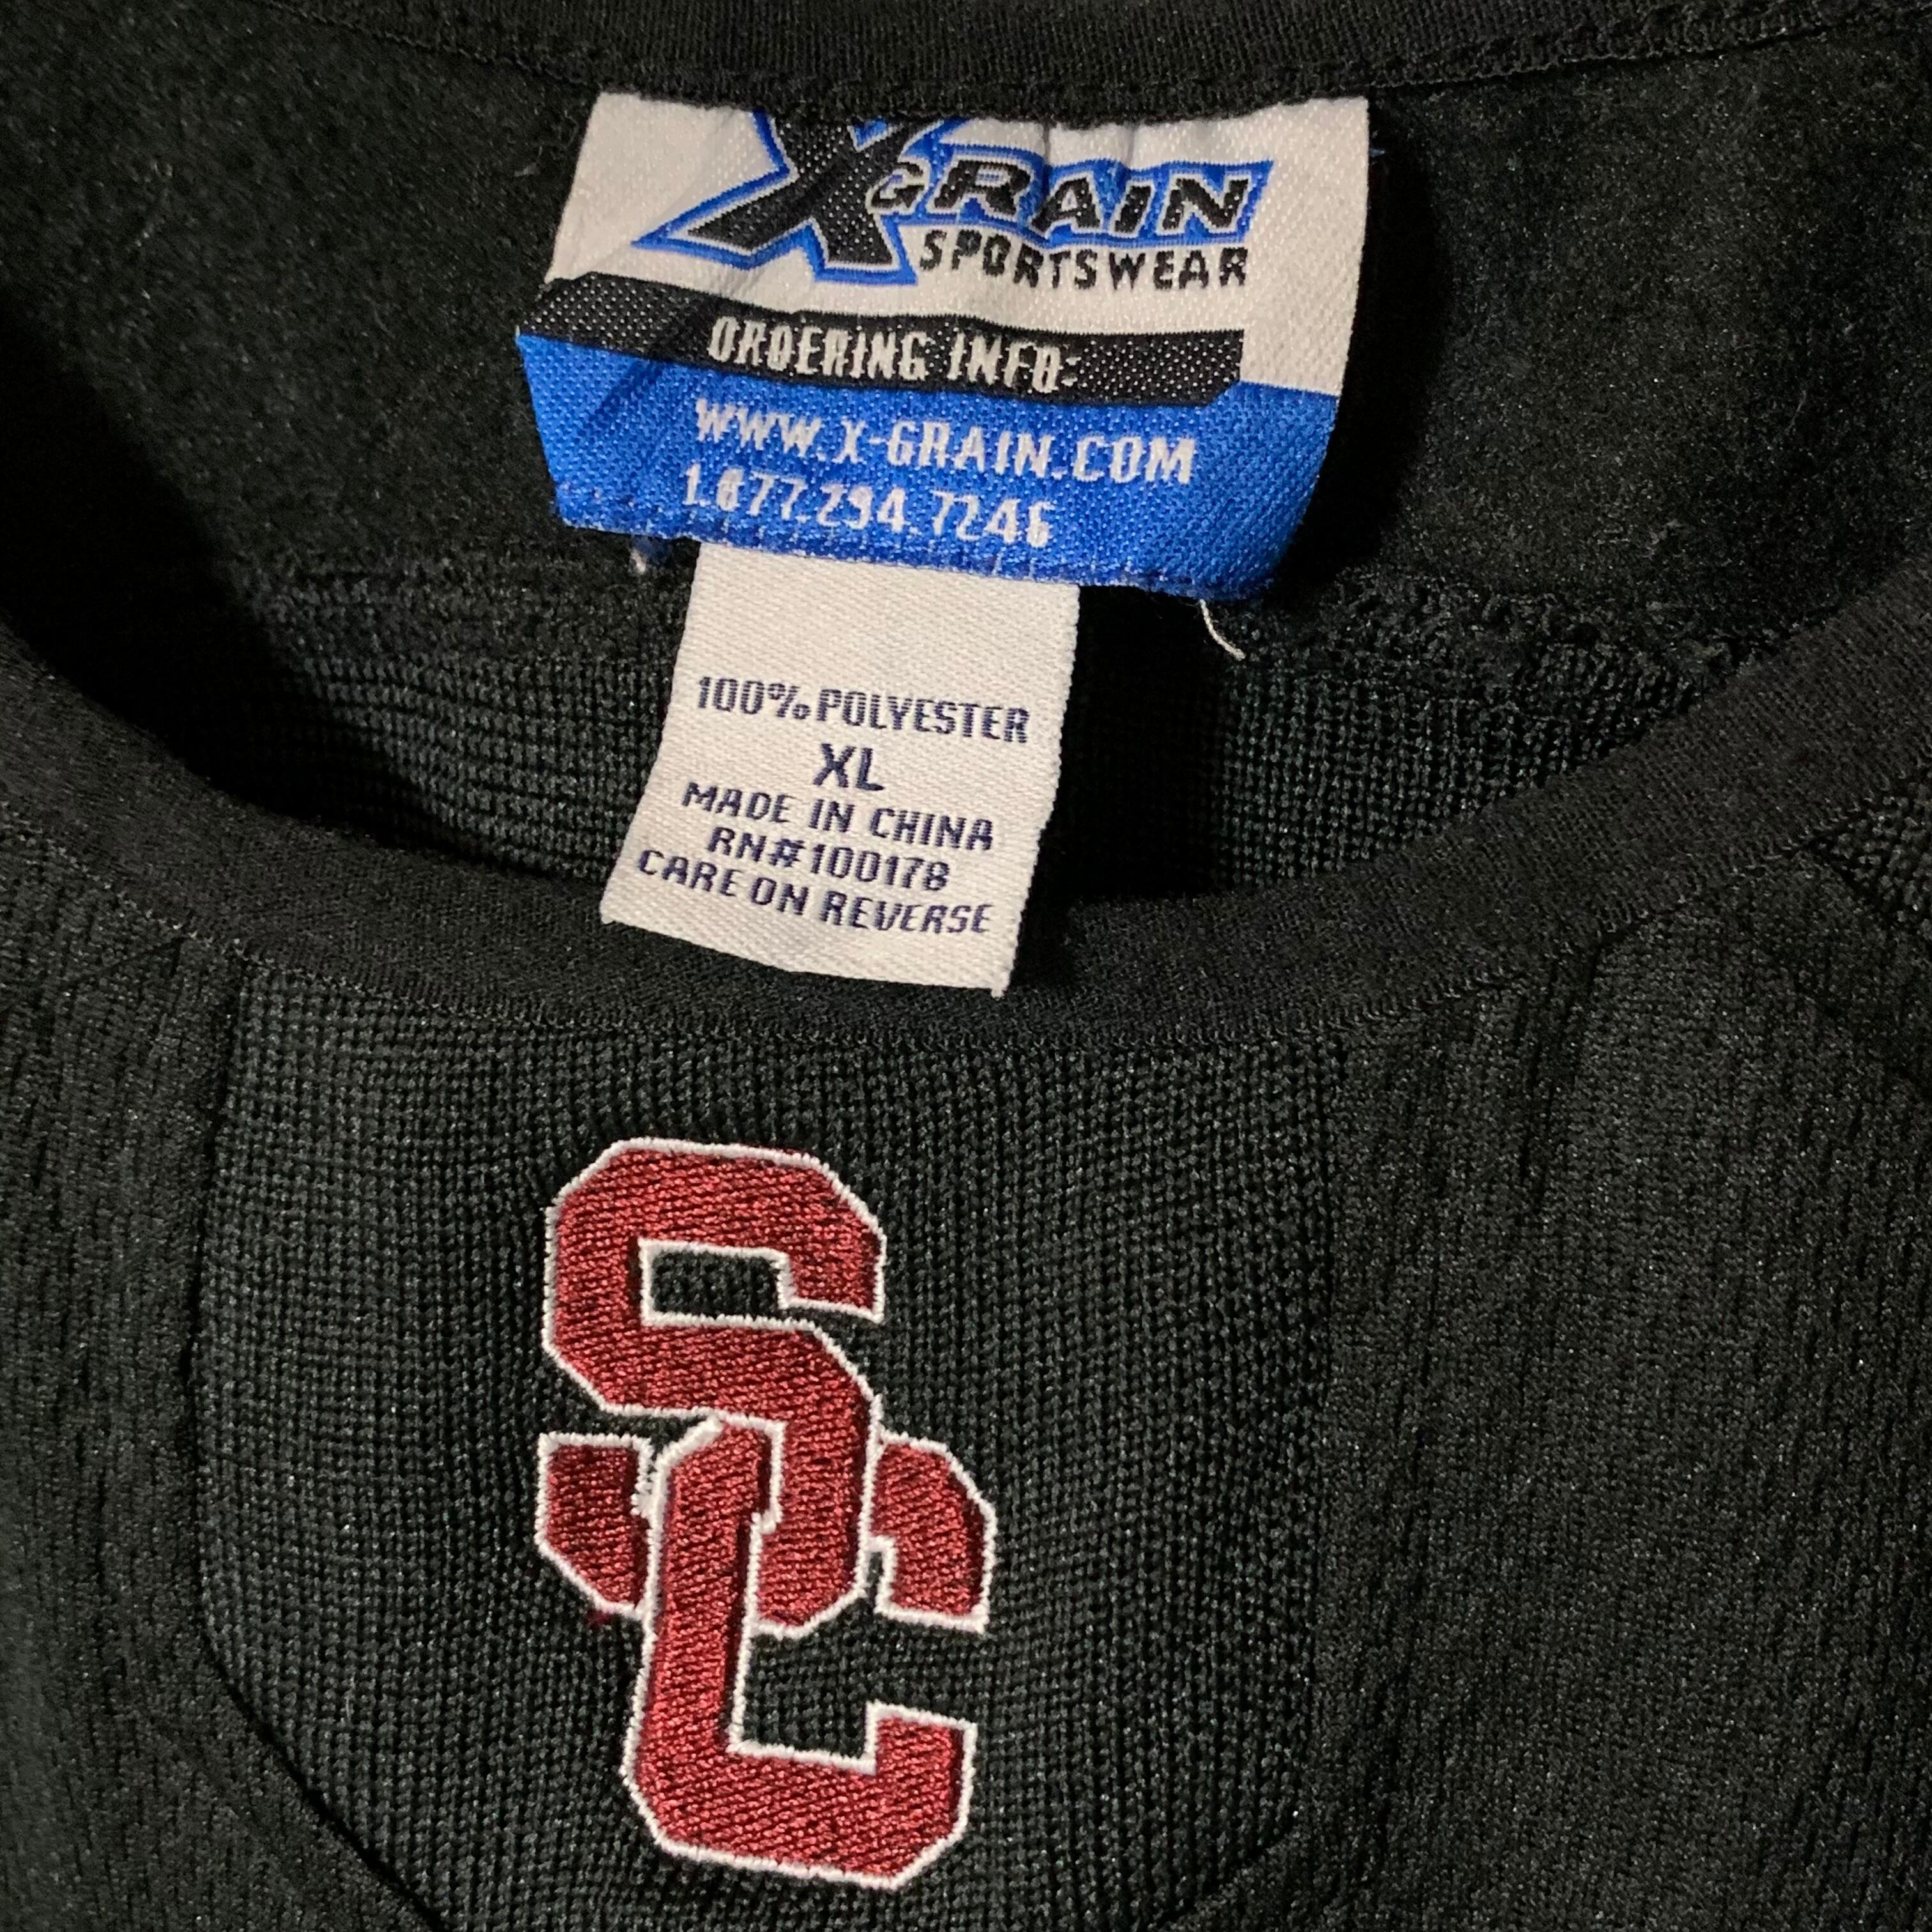 XGRAIN
SPORTSWEAR
ORDERING INFO:
WWW.X-GRAIN.COM
1.877.294.7246
100% POLYESTER
XL
MADE IN CHINA
RN#100178
CARE ON REVERSE
SC